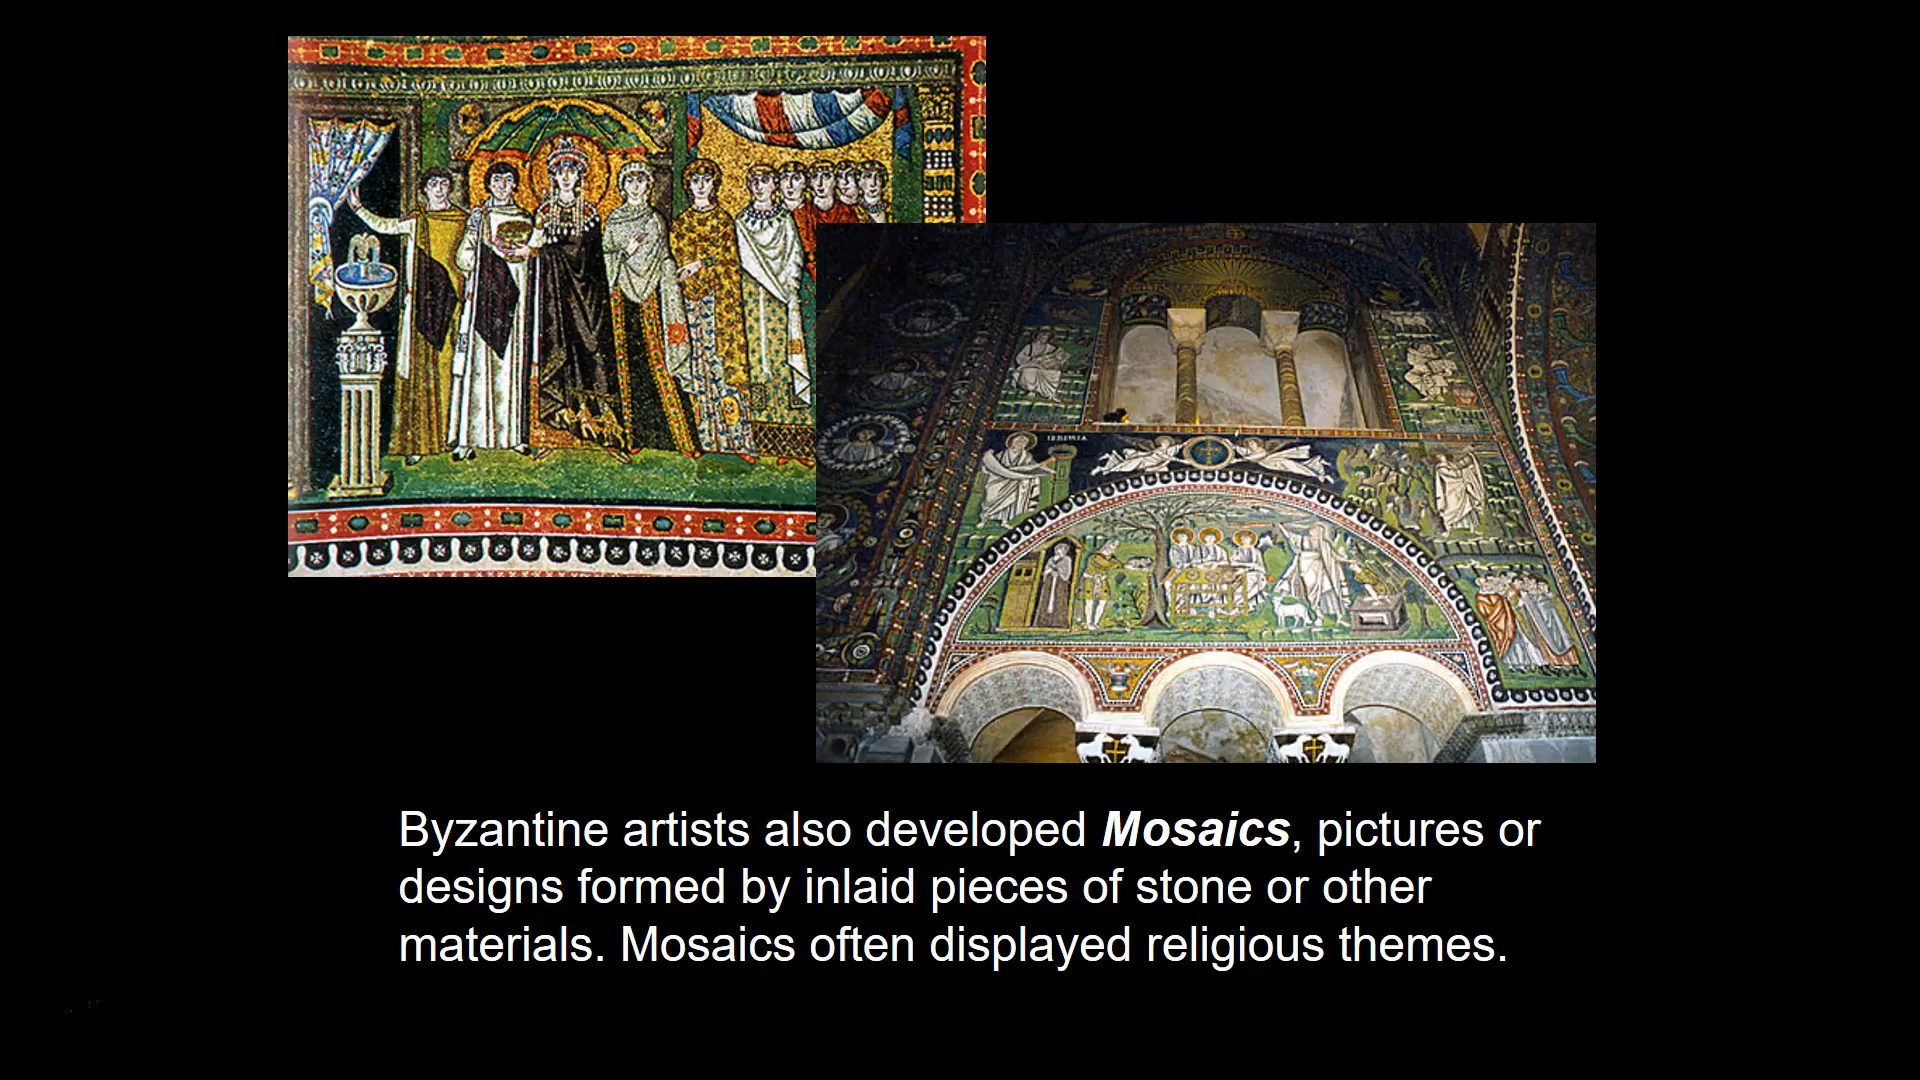 IEREMIA
Byzantine artists also developed Mosaics, pictures or
designs formed by inlaid pieces of stone or other
materials. Mosaics often displayed religious themes.